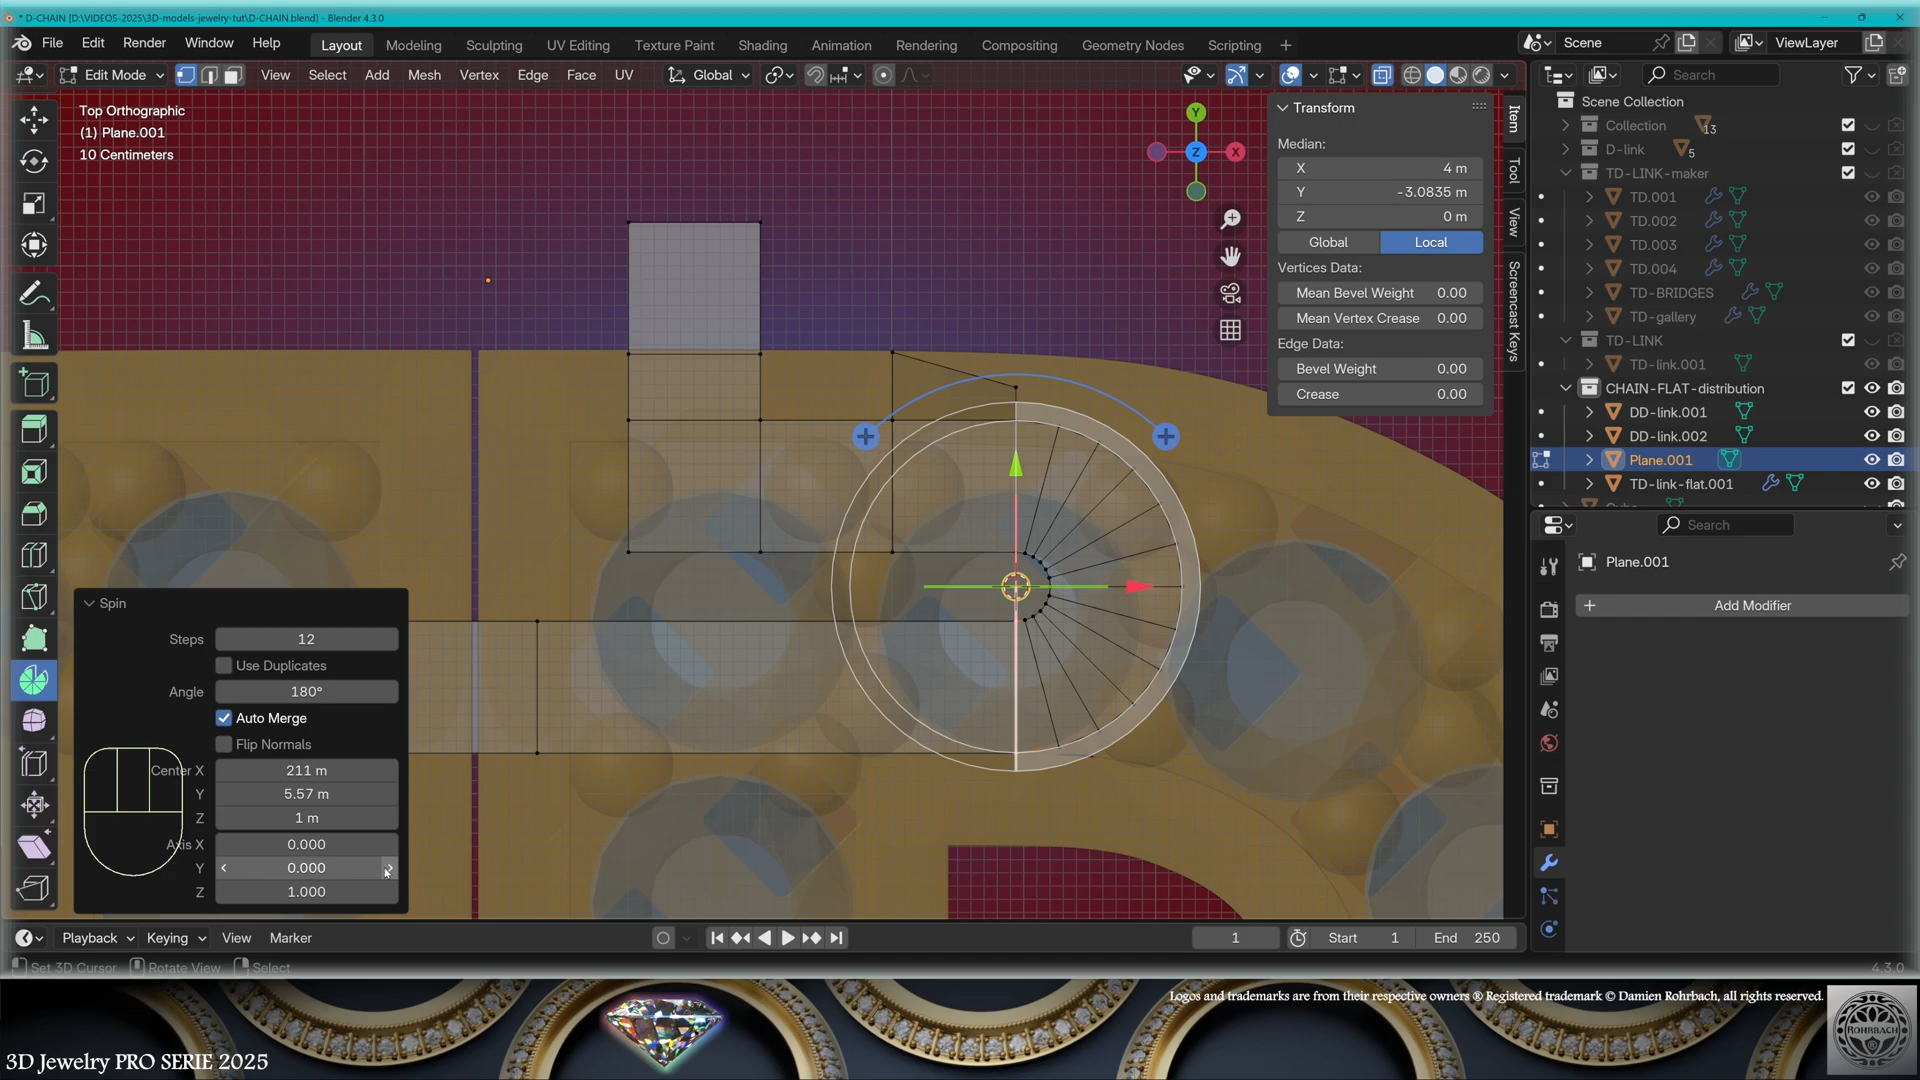 * D-CHAIN [D:\VIDEOS-2025\3D-models-jewelry-tut\D-CHAIN.blend] - Blender 4.3.0
File Edit Render Window Help
Layout Modeling Sculpting UV Editing Texture Paint Shading Animation Rendering Compositing Geometry Nodes Scripting +
Scene ViewLayer
Edit Mode View Select Add Mesh Vertex Edge Face UV Global
Search
Top Orthographic
(1) Plane.001
10 Centimeters
Y
Z
X
Transform
Median:
X 4 m
Y -3.0835 m
Z 0 m
Global Local
Vertices Data:
Mean Bevel Weight 0.00
Mean Vertex Crease 0.00
Edge Data:
Bevel Weight 0.00
Crease 0.00
Item
Tool
View
Screencast Keys
Scene Collection
Collection 13
D-link 5
TD-LINK-maker
TD.001
TD.002
TD.003
TD.004
TD-BRIDGES
TD-gallery
TD-LINK
TD-link.001
CHAIN-FLAT-distribution
DD-link.001
DD-link.002
Plane.001
TD-link-flat.001
Search
Plane.001
Add Modifier
Spin
Steps 12
Use Duplicates
Angle 180°
Auto Merge
Flip Normals
Center X 211 m
Y 5.57 m
Z 1 m
Axis X 0.000
Y 0.000
Z 1.000
Playback Keying View Marker
1 Start 1 End 250
Set 3D Cursor Rotate View Select
4.3.0
Logos and trademarks are from their respective owners ® Registered trademark © Damien Rohrbach, all rights reserved.
ROHRBACH
3D Jewelry PRO SERIE 2025